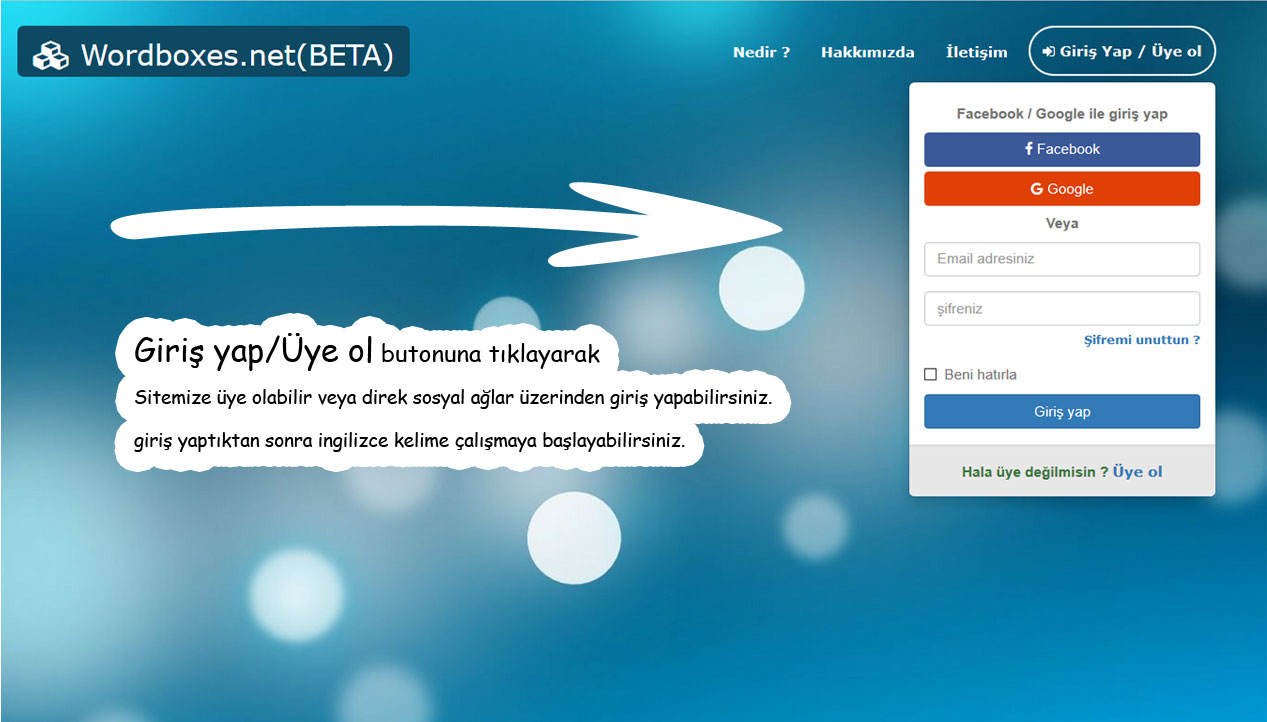 Wordboxes.net(BETA)
Nedir ? Hakkımızda İletişim Giriş Yap / Üye ol
Facebook / Google ile giriş yap
Facebook
Google
Veya
Email adresiniz
şifreniz
Şifremi unuttun ?
Beni hatırla
Giriş yap
Hala üye değilmisin ? Üye ol
Giriş yap/Üye ol butonuna tıklayarak
Sitemize üye olabilir veya direk sosyal ağlar üzerinden giriş yapabilirsiniz.
giriş yaptıktan sonra ingilizce kelime çalışmaya başlayabilirsiniz.